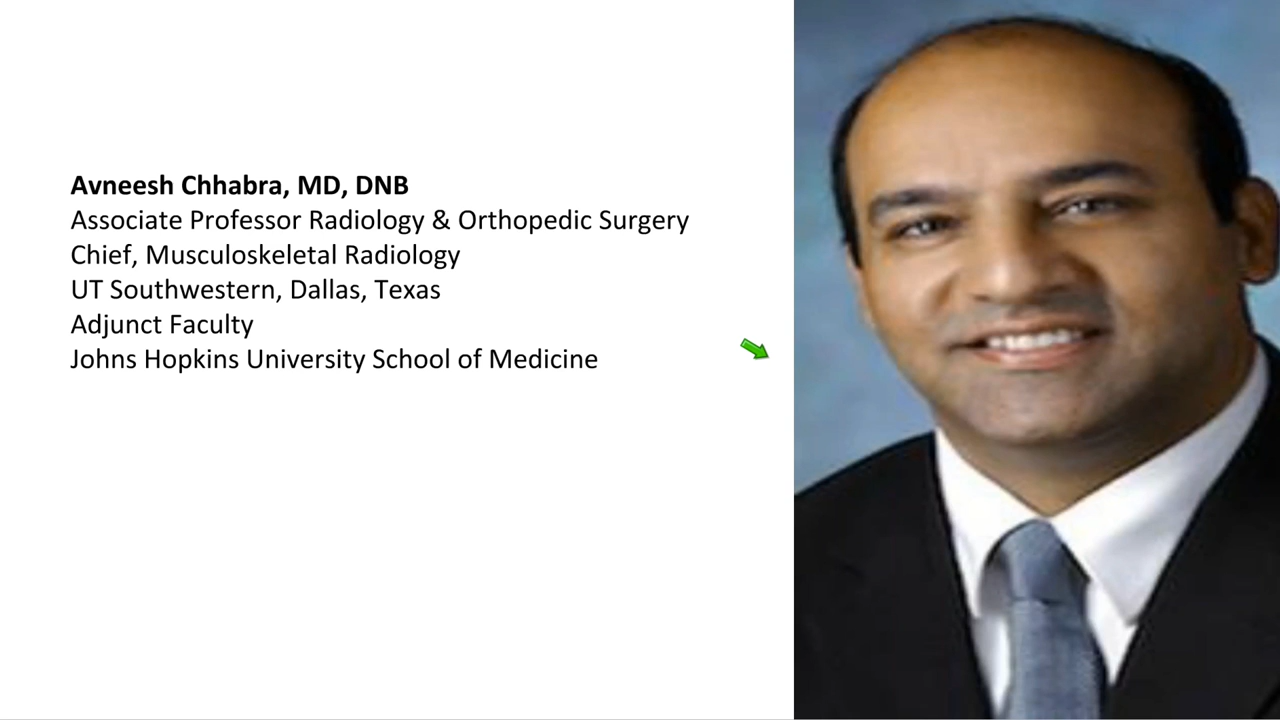 Avneesh Chhabra, MD, DNB
Associate Professor Radiology & Orthopedic Surgery
Chief, Musculoskeletal Radiology
UT Southwestern, Dallas, Texas
Adjunct Faculty
Johns Hopkins University School of Medicine